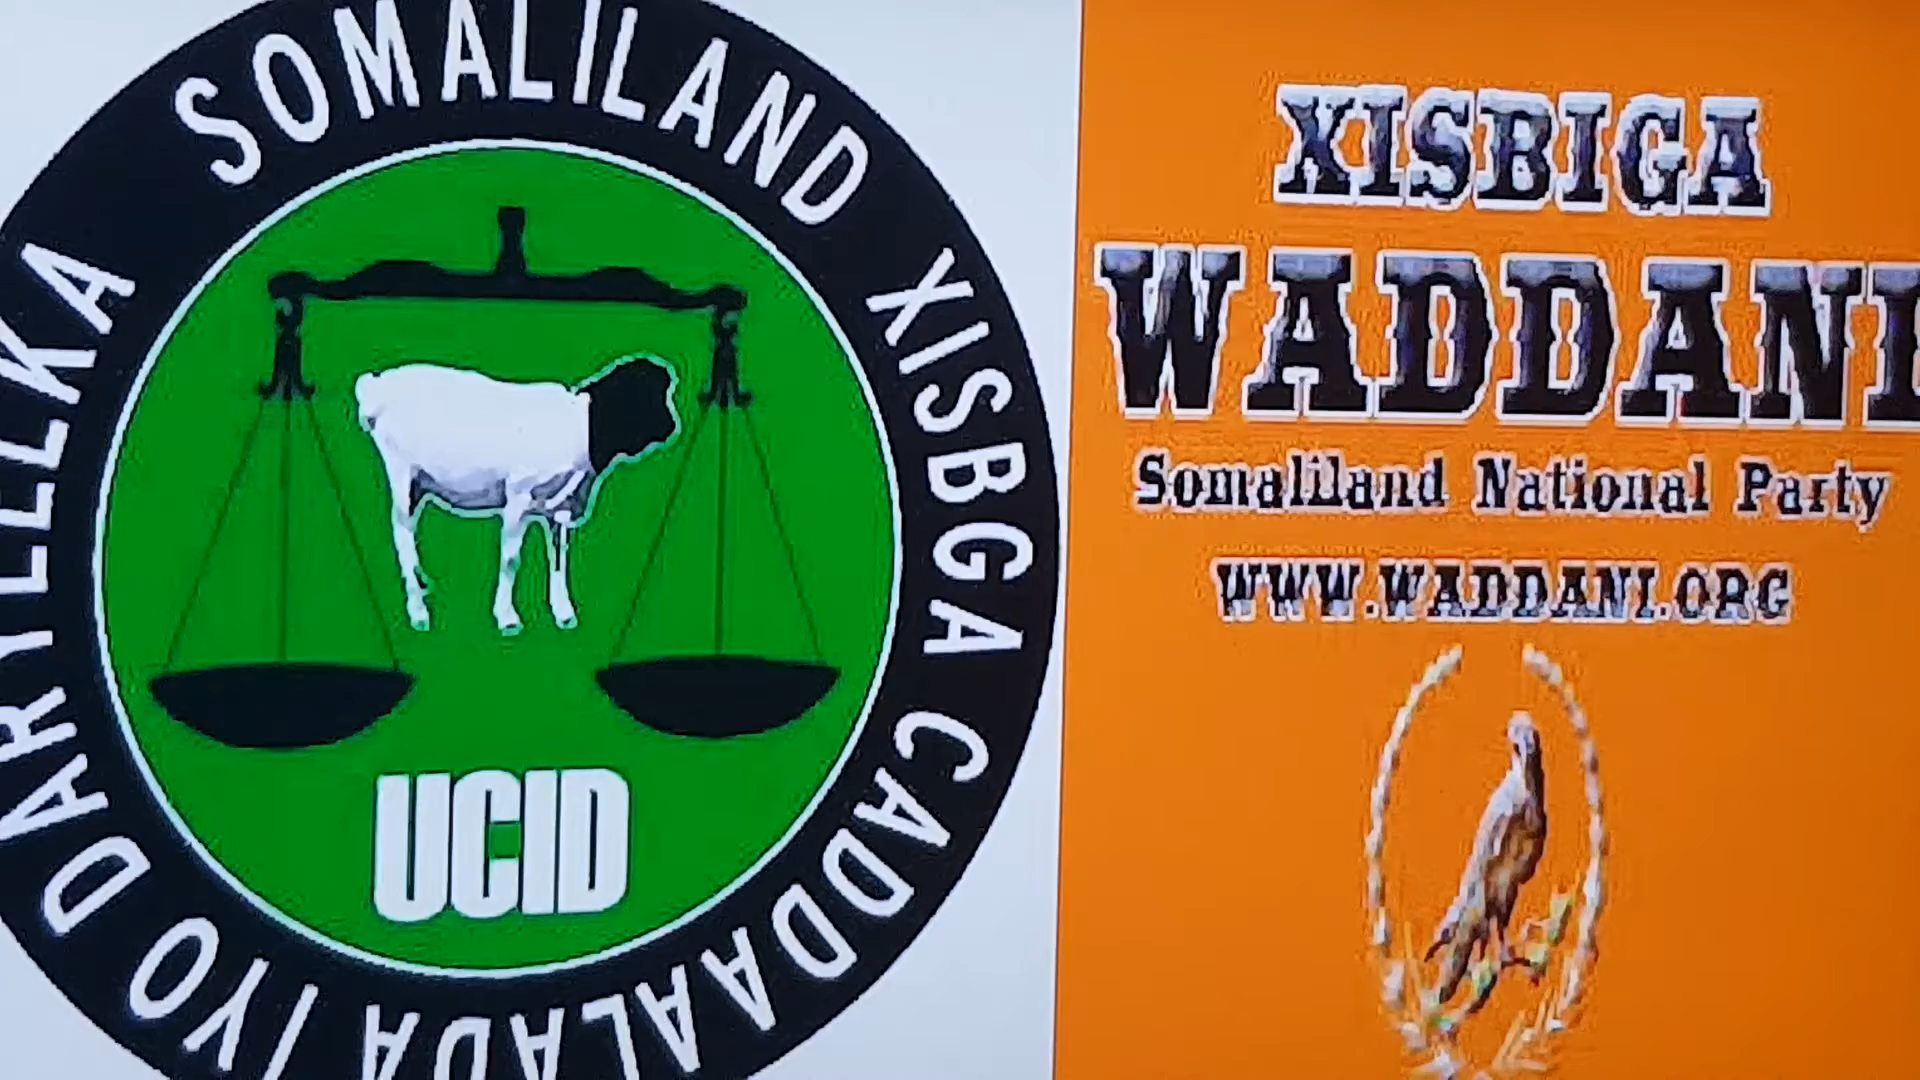 SOMALILAND XISBGA CADDAALADA IYO DARYEELKA
UCID
XISBIGA
WADDANI
Somaliland National Party
WWW.WADDANI.ORG